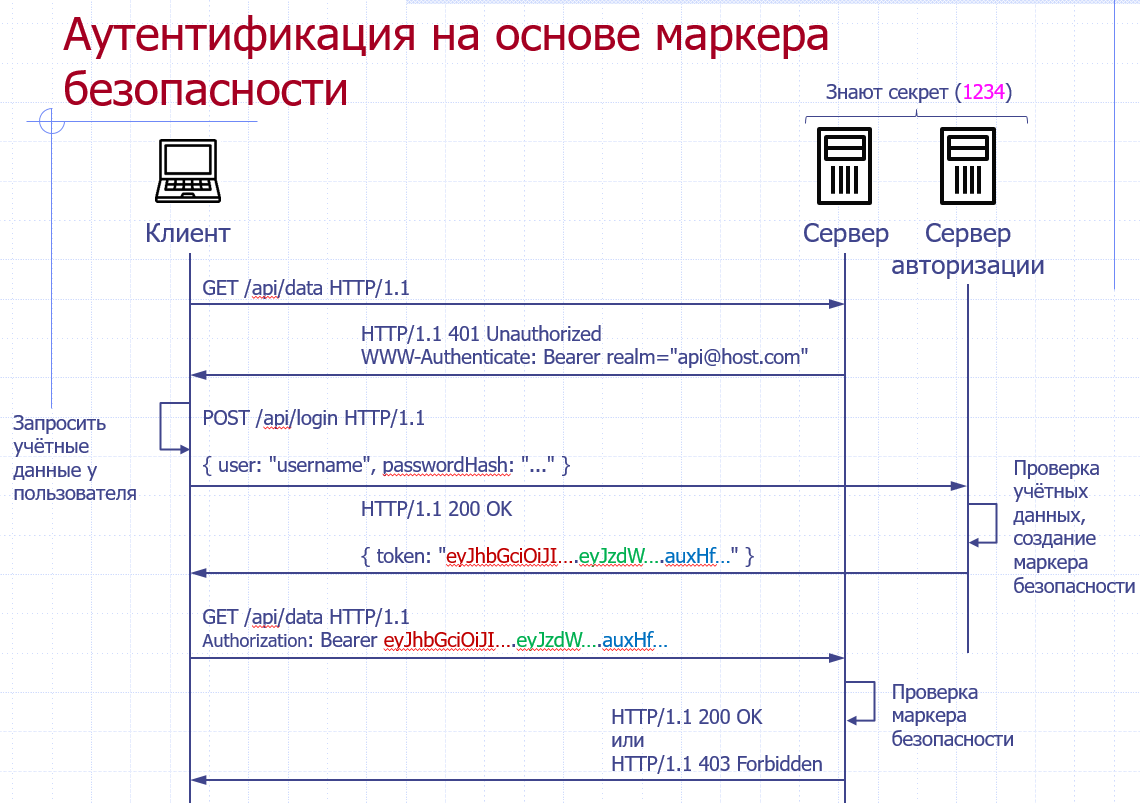 Аутентификация на основе маркера
безопасности
Знают секрет (1234)
Клиент
Сервер
Сервер
авторизации
GET /api/data HTTP/1.1
HTTP/1.1 401 Unauthorized
WWW-Authenticate: Bearer realm="api@host.com"
Запросить
учётные
данные у
пользователя
POST /api/login HTTP/1.1
{ user: "username", passwordHash: "..." }
Проверка
учётных
данных,
создание
маркера
безопасности
HTTP/1.1 200 OK
{ token: "eyJhbGciOiJI….eyJzdW….auxHf…" }
GET /api/data HTTP/1.1
Authorization: Bearer eyJhbGciOiJI….eyJzdW….auxHf…
Проверка
маркера
безопасности
HTTP/1.1 200 OK
или
HTTP/1.1 403 Forbidden